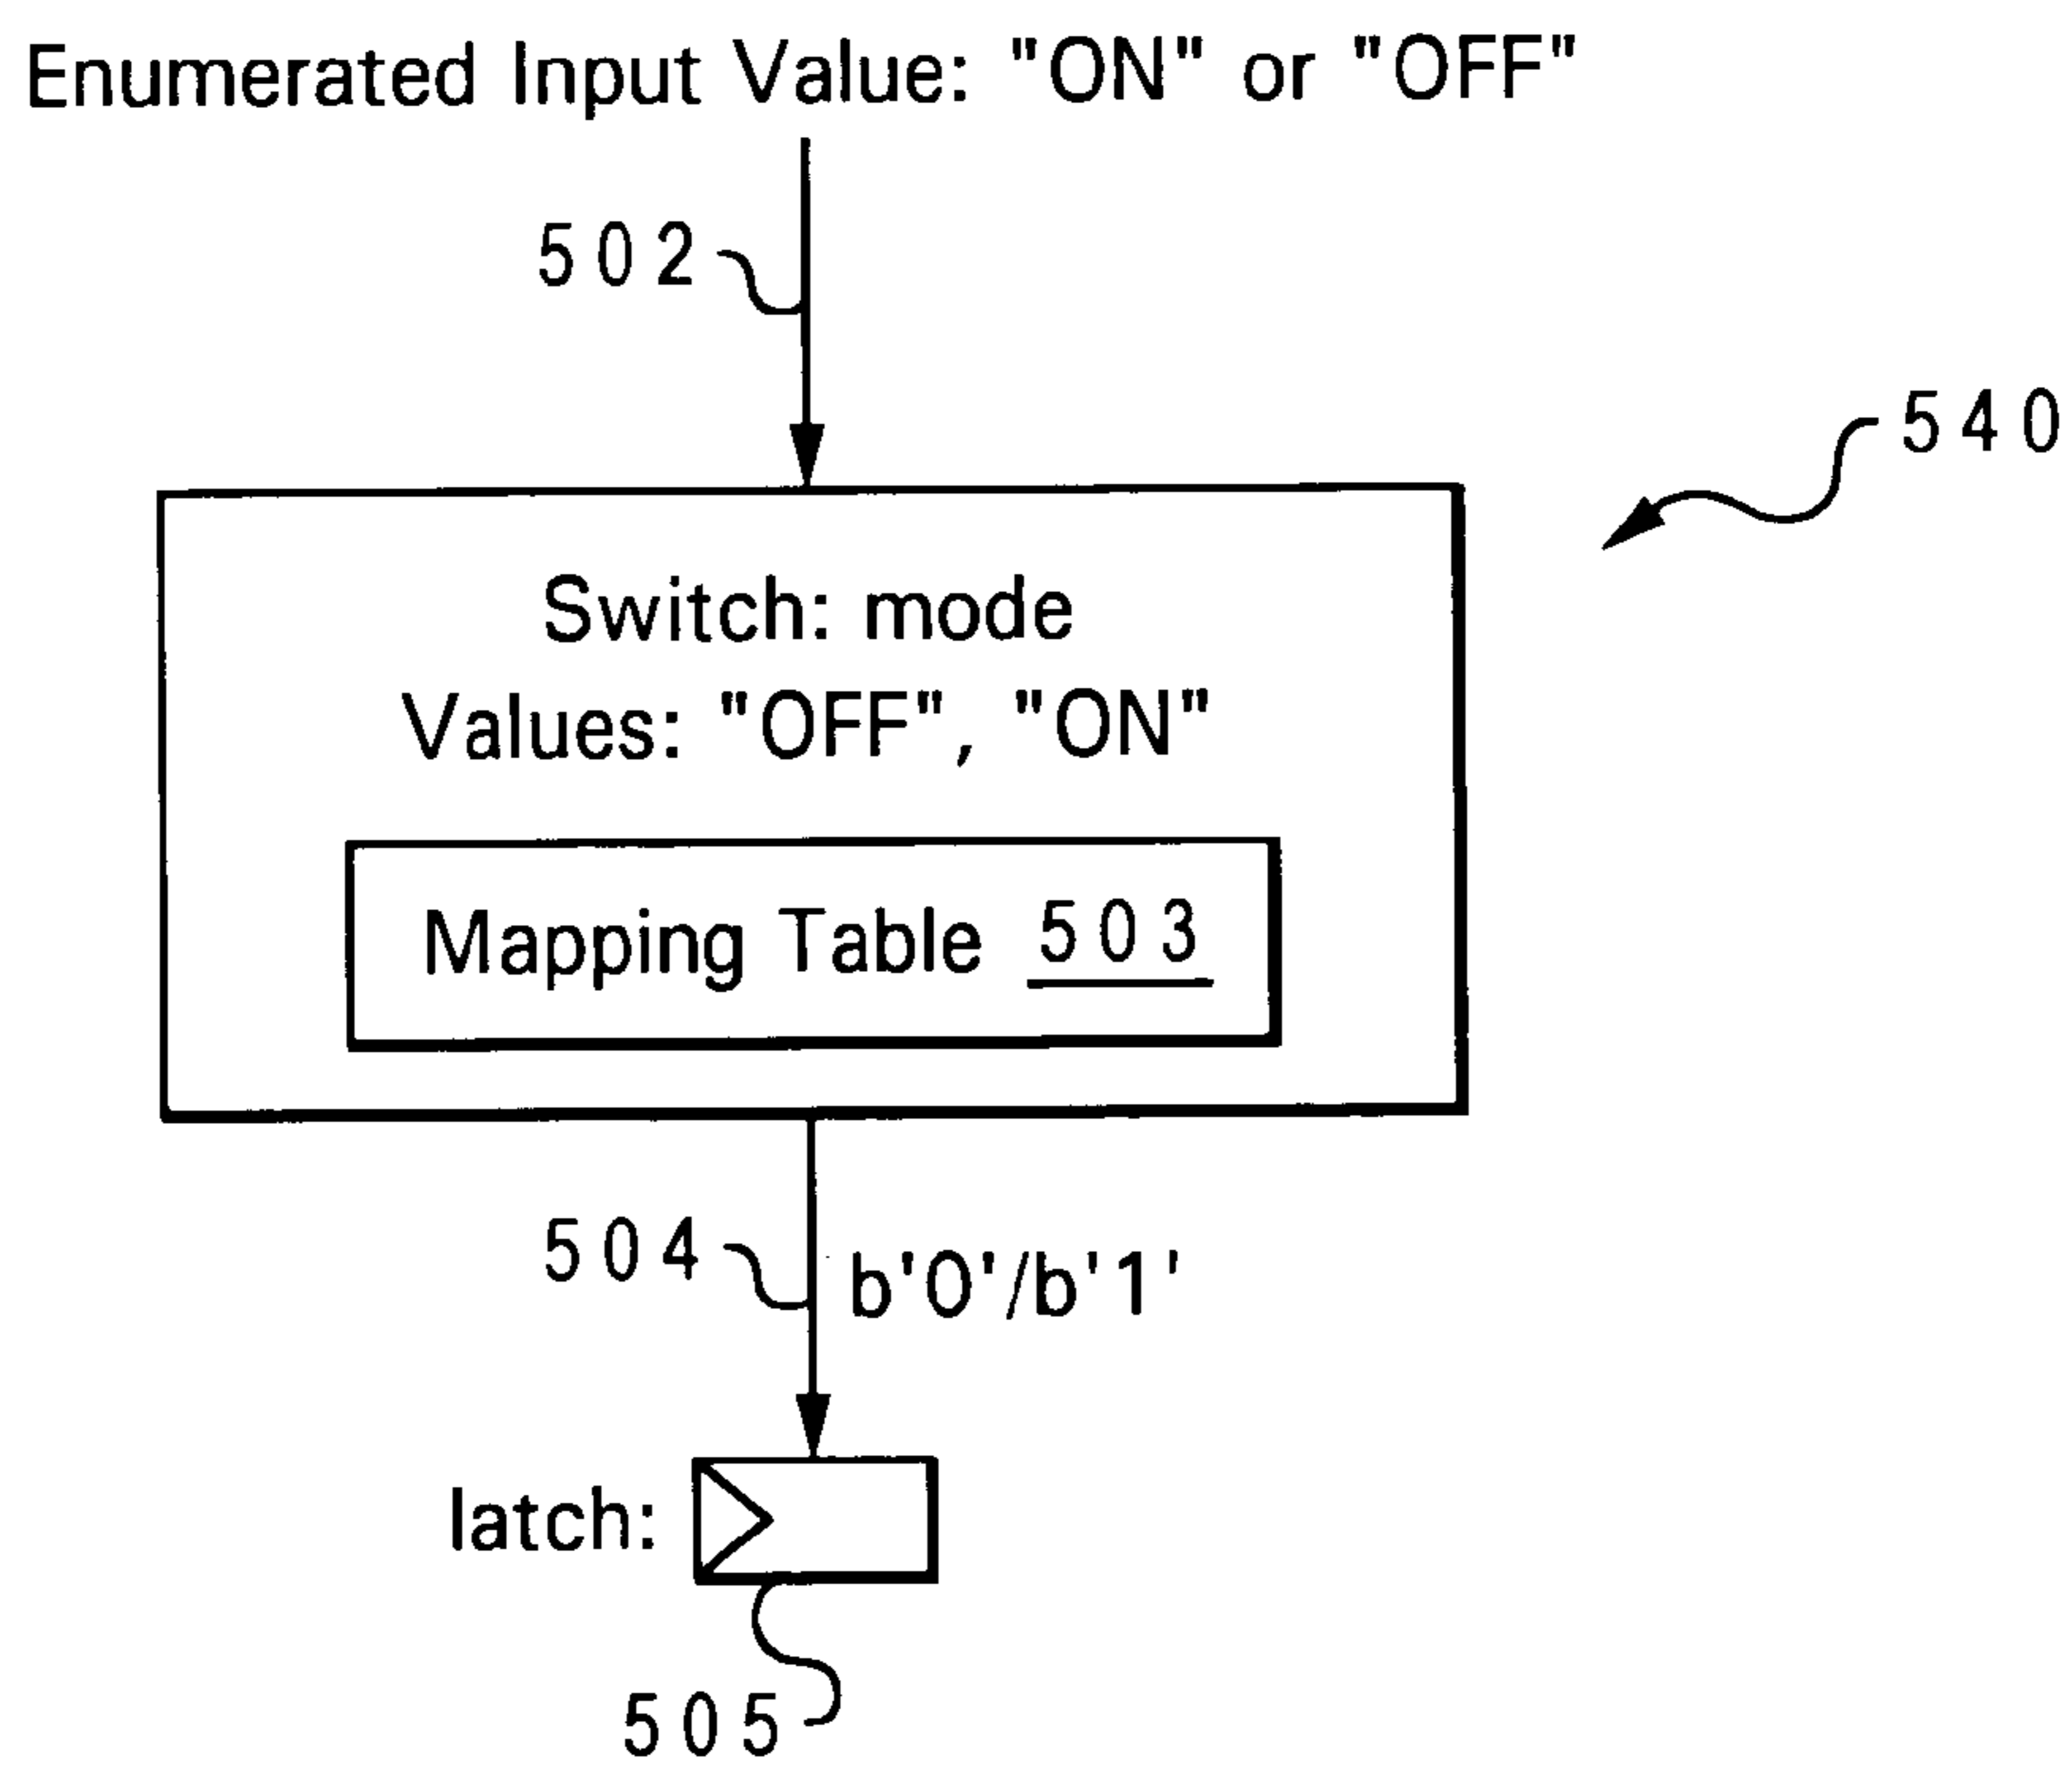 Enumerated Input Value: "ON" or "OFF"
502
540
Switch: mode
Values: "OFF", "ON"
Mapping Table 503
504
b'0'/b'1'
latch:
505